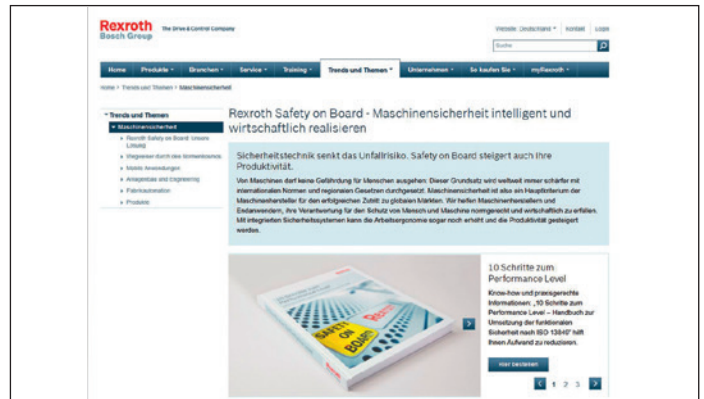 Rexroth
Bosch Group
The Drive & Control Company
Website: Deutschland
Kontakt
Login
Suche
Home
Produkte
Branchen
Service
Training
Trends und Themen
Unternehmen
So kaufen Sie
myRexroth
Home > Trends und Themen > Maschinensicherheit
Trends und Themen
Maschinensicherheit
Rexroth Safety on Board: Unsere
Lösung
Wegweiser durch den Normenkosmos
Mobile Anwendungen
Anlagenbau und Engineering
Fabrikautomation
Produkte
Rexroth Safety on Board - Maschinensicherheit intelligent und
wirtschaftlich realisieren
Sicherheitstechnik senkt das Unfallrisiko. Safety on Board steigert auch Ihre
Produktivität.
Von Maschinen darf keine Gefährdung für Menschen ausgehen. Dieser Grundsatz wird weltweit immer schärfer mit
internationalen Normen und regionalen Gesetzen durchgesetzt. Maschinensicherheit ist also ein Hauptkriterium der
Maschinenhersteller für den erfolgreichen Zutritt zu globalen Märkten. Wir helfen Maschinenherstellern und
Endanwendern, ihre Verantwortung für den Schutz von Mensch und Maschine normgerecht und wirtschaftlich zu erfüllen.
Mit integrierten Sicherheitssystemen kann die Arbeitsergonomie sogar noch erhöht und die Produktivität gesteigert
werden.
10 Schritte zum
Performance Level
Rexroth
SAFETY
ON
BOARD
10 Schritte zum
Performance Level
Know-how und praxisgerechte
Informationen: „10 Schritte zum
Performance Level – Handbuch zur
Umsetzung der funktionalen
Sicherheit nach ISO 13849" hilft
Ihnen Aufwand zu reduzieren.
Hier bestellen
1 2 3